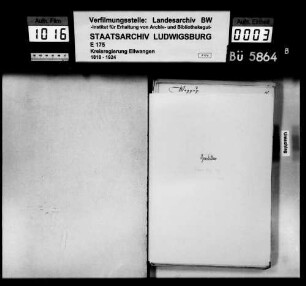 Verfilmungsstelle: Landesarchiv BW
-Institut für Erhaltung von Archiv- und Bibliotheksgut-
STAATSARCHIV LUDWIGSBURG
E 175
Kreisregierung Ellwangen
1818 - 1924
Aufn. Film
1016
Aufn. Einheit
0003
BÜ 5864